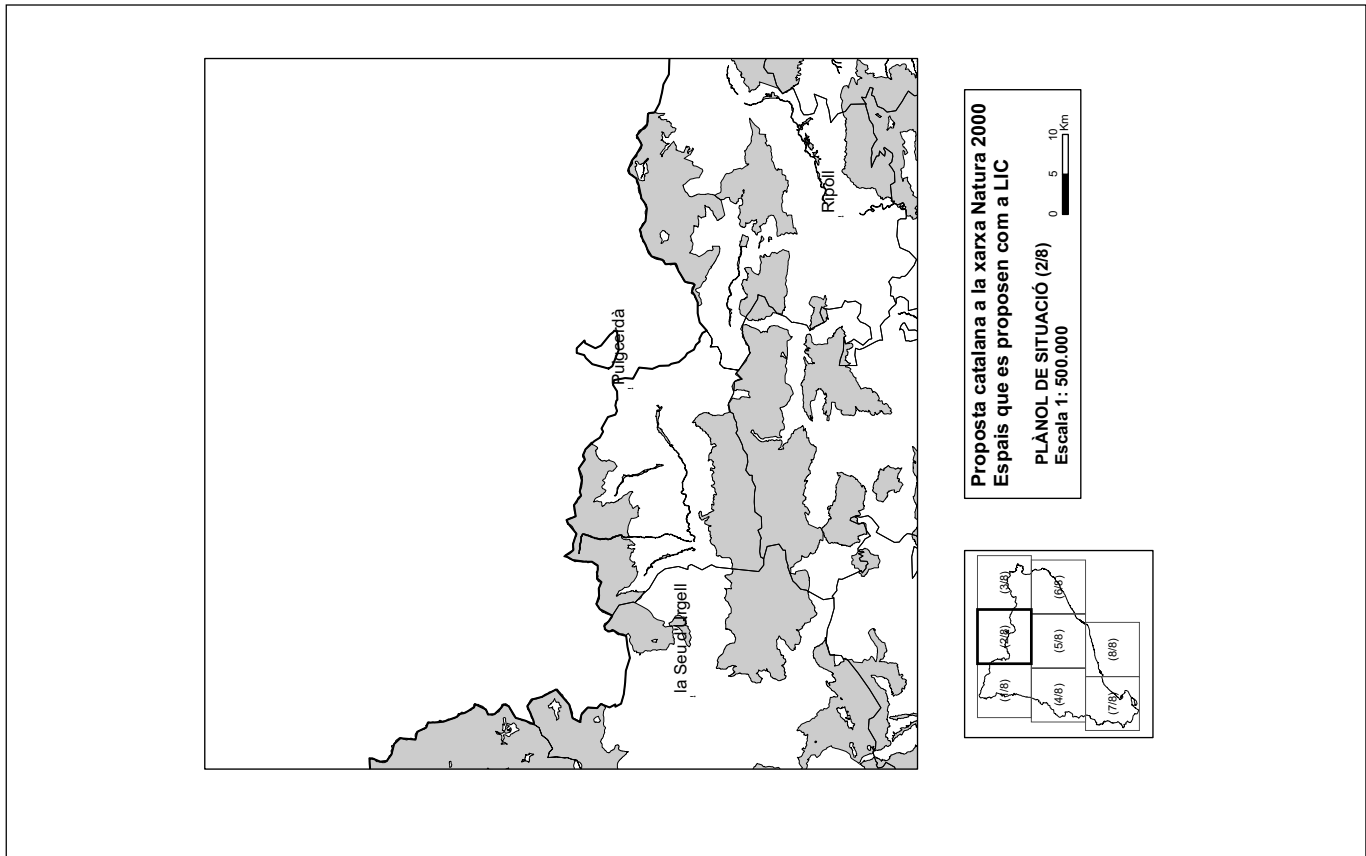 Puigcerdà
Ripoll
la Seu d'Urgell
Proposta catalana a la xarxa Natura 2000
Espais que es proposen com a LIC
PLÀNOL DE SITUACIÓ (2/8)
Escala 1: 500.000
0 5 10 Km
(1/8) (2/8) (3/8)
(4/8) (5/8) (6/8)
(7/8) (8/8)